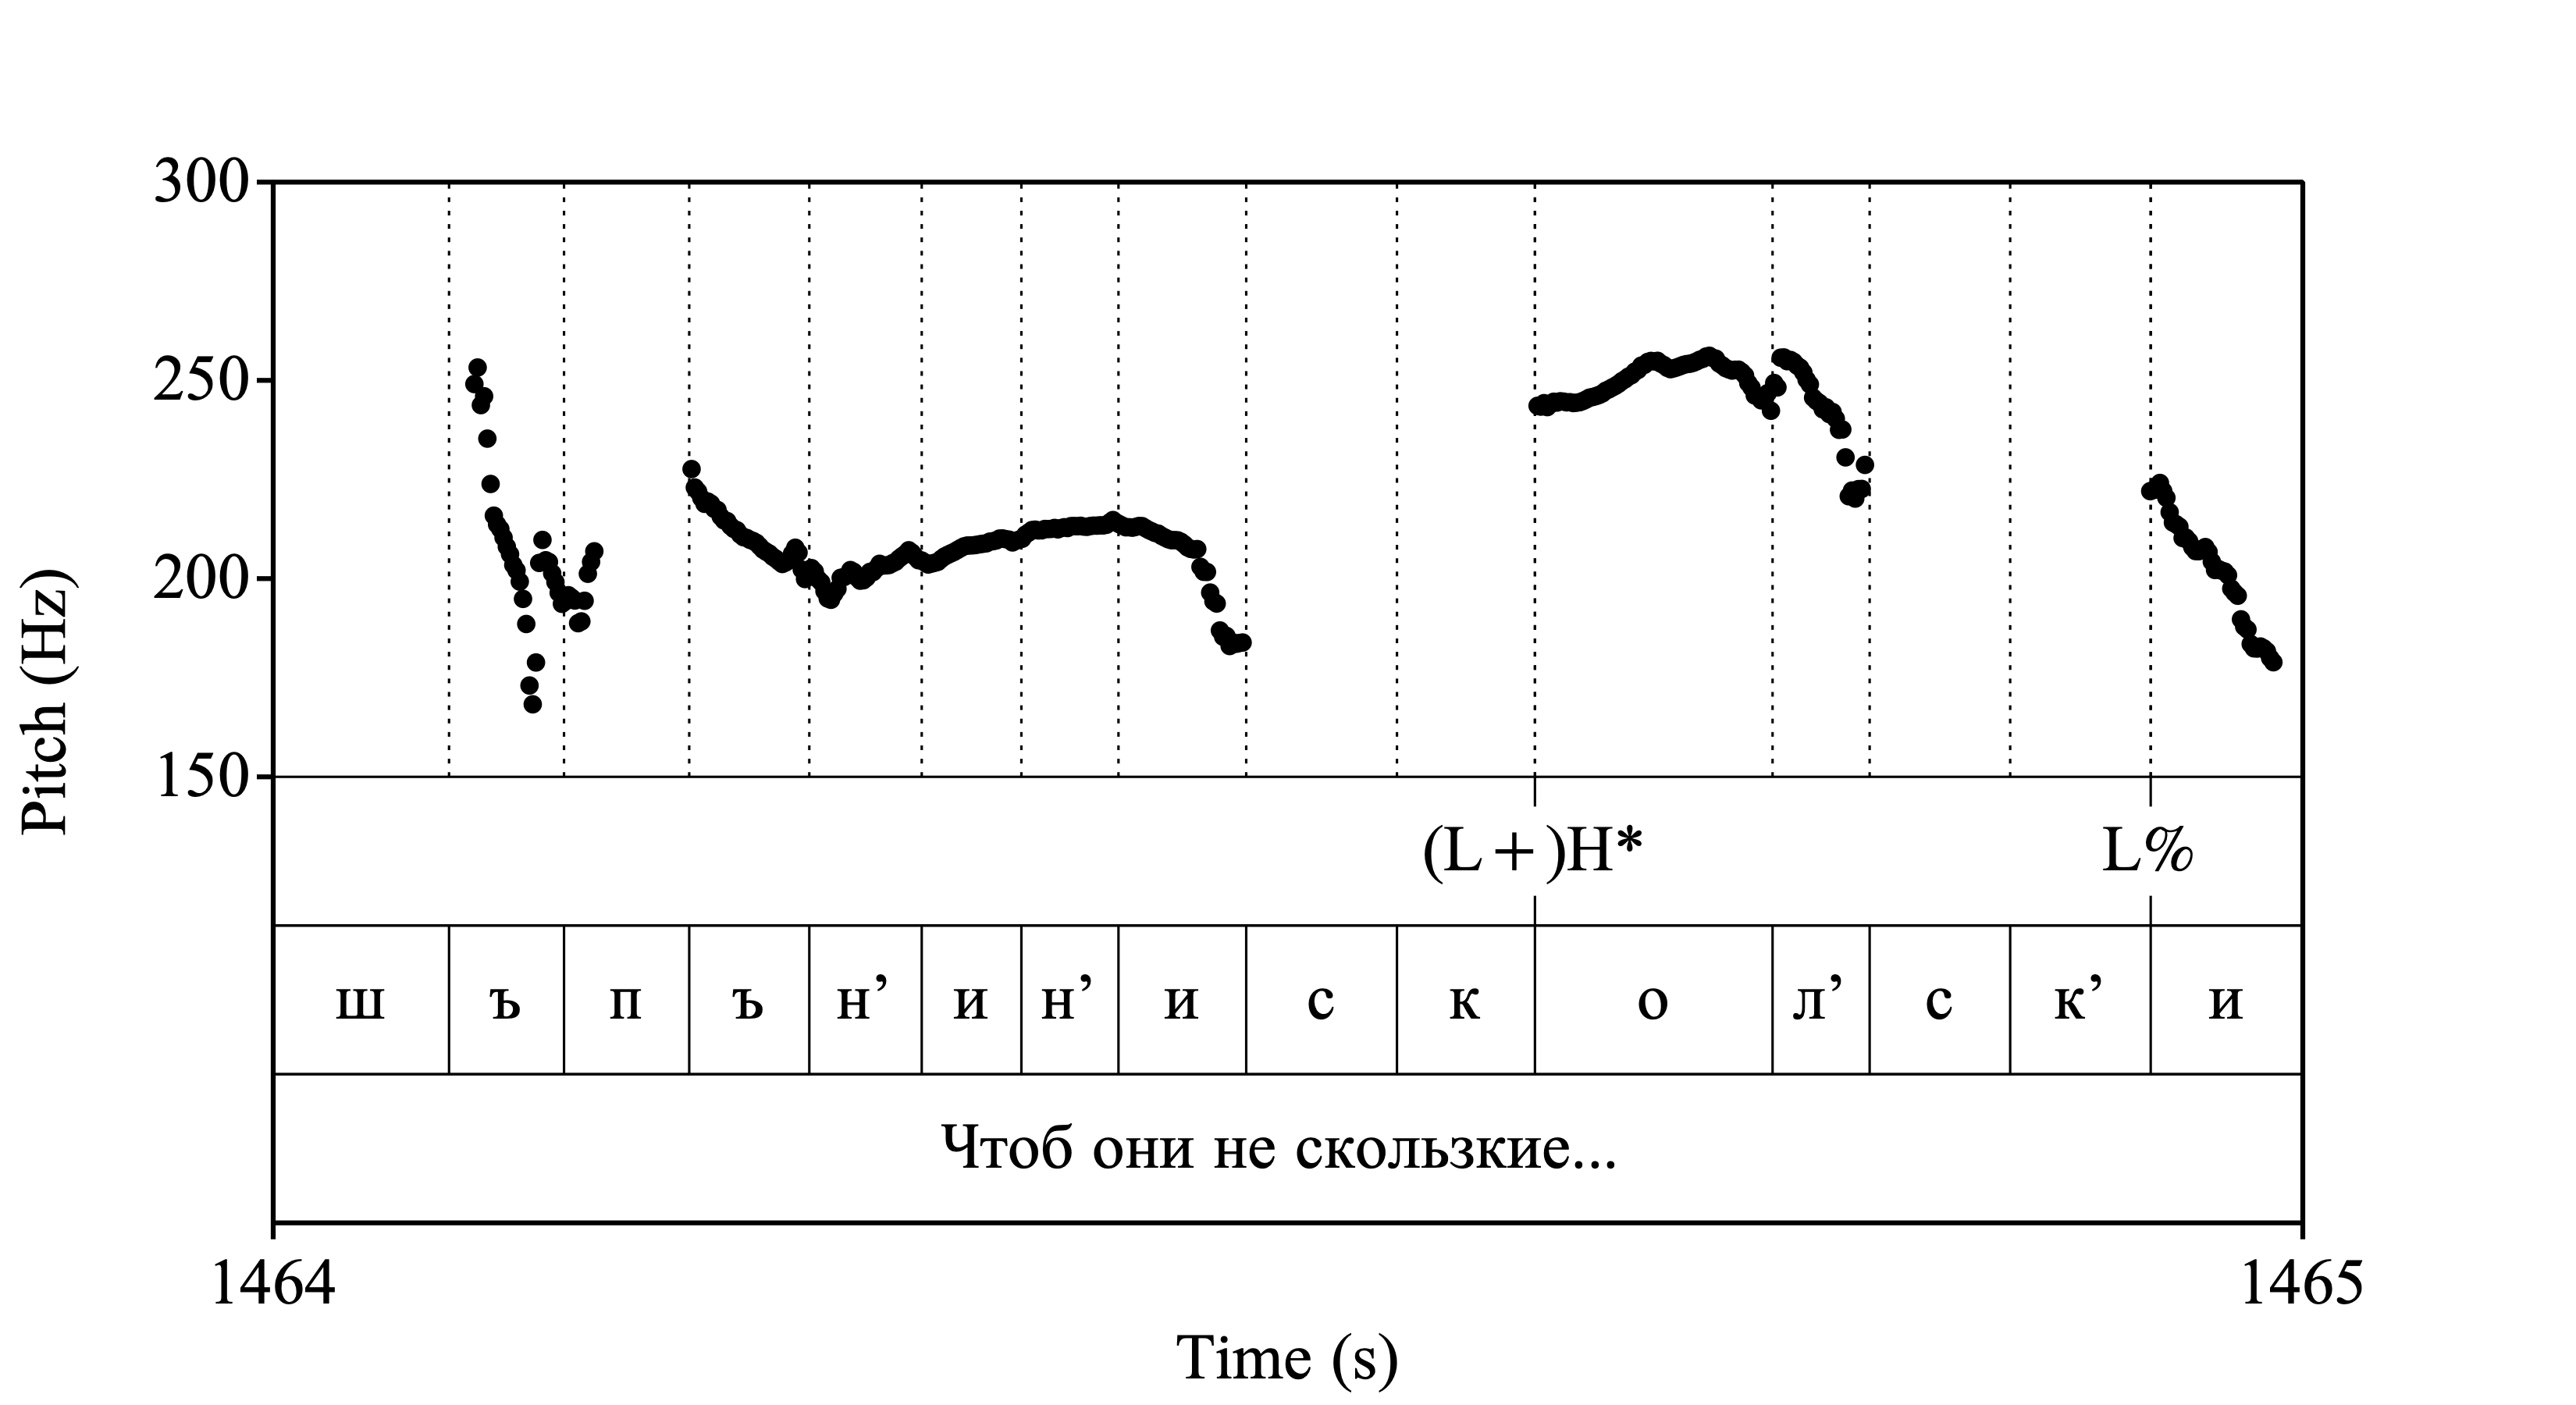 300
250
200
150
Pitch (Hz)
(L+)H* L%
ш ъ п ъ н’ и н’ и с к о л’ с к’ и
Чтоб они не скользкие...
1464 1465
Time (s)